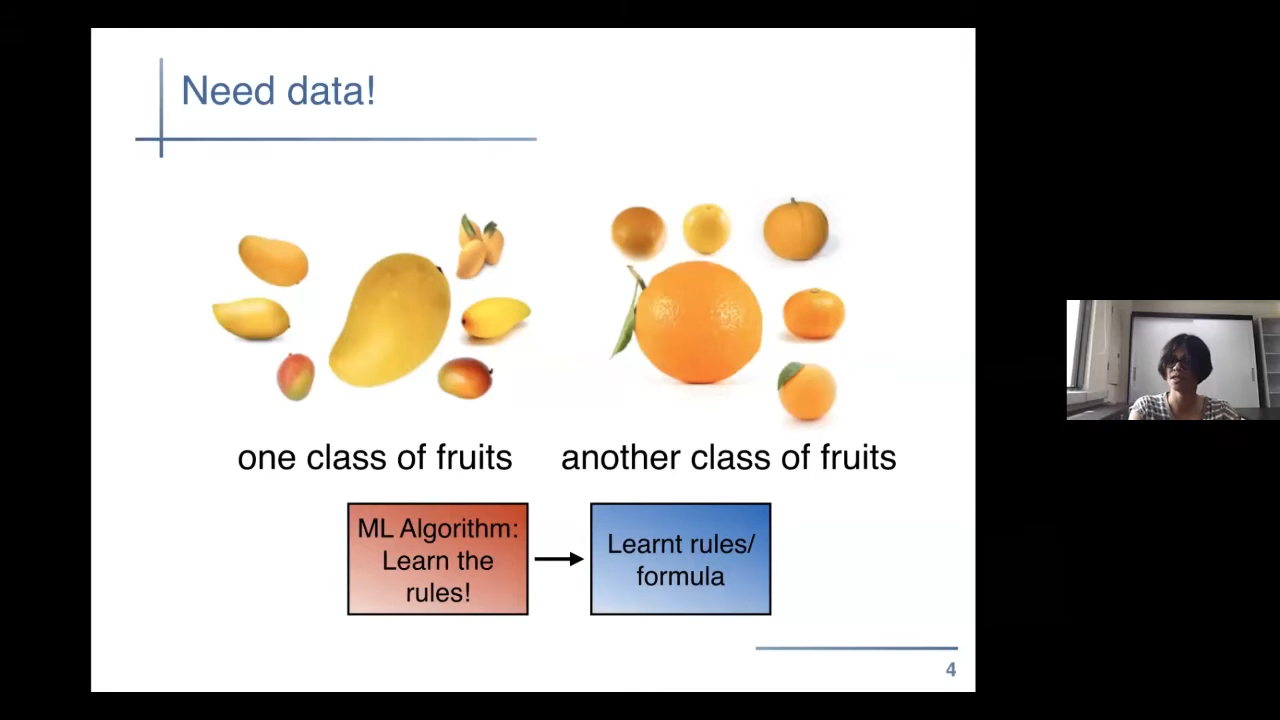 Need data!
one class of fruits
another class of fruits
ML Algorithm:
Learn the
rules!
Learnt rules/
formula
4